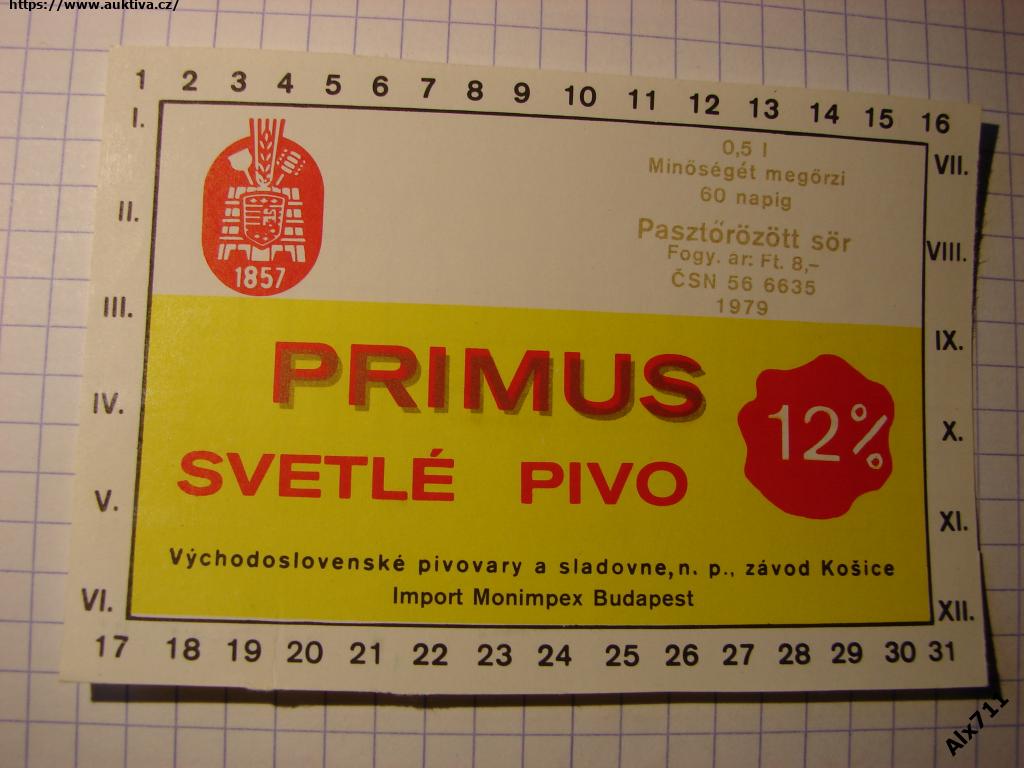 https://www.auktiva.cz/
1 2 3 4 5 6 7 8 9 10 11 12 13 14 15 16
I.
II.
III.
IV.
V.
VI.
1857
0,5 l
Minőségét megőrzi
60 napig
Pasztőrözött sör
Fogy. ár: Ft. 8,–
ČSN 56 6635
1979
PRIMUS
SVETLÉ PIVO
12%
Východoslovenské pivovary a sladovne, n. p., závod Košice
Import Monimpex Budapest
VII.
VIII.
IX.
X.
XI.
XII.
17 18 19 20 21 22 23 24 25 26 27 28 29 30 31
Alx711